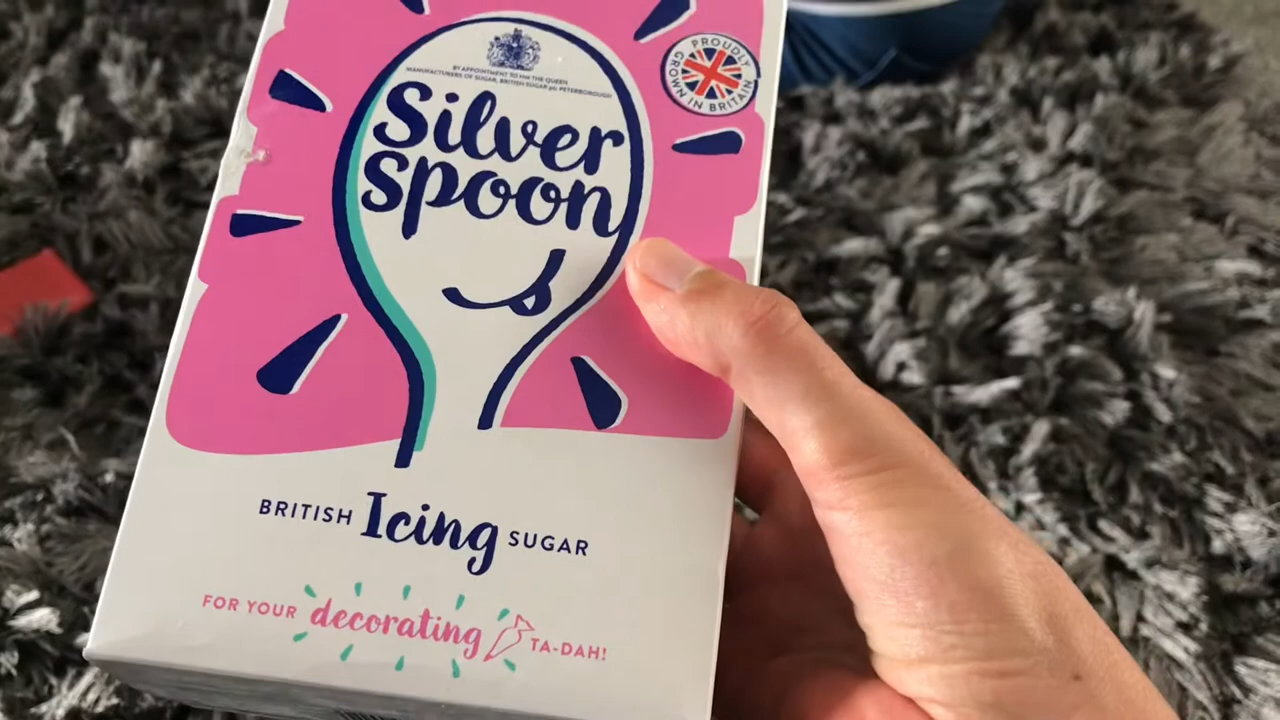 BY APPOINTMENT TO HM THE QUEEN
MANUFACTURERS OF SUGAR, BRITISH SUGAR plc PETERBOROUGH
Silver
Spoon
PROUDLY
GROWN IN BRITAIN
BRITISH Icing SUGAR
FOR YOUR decorating TA-DAH!